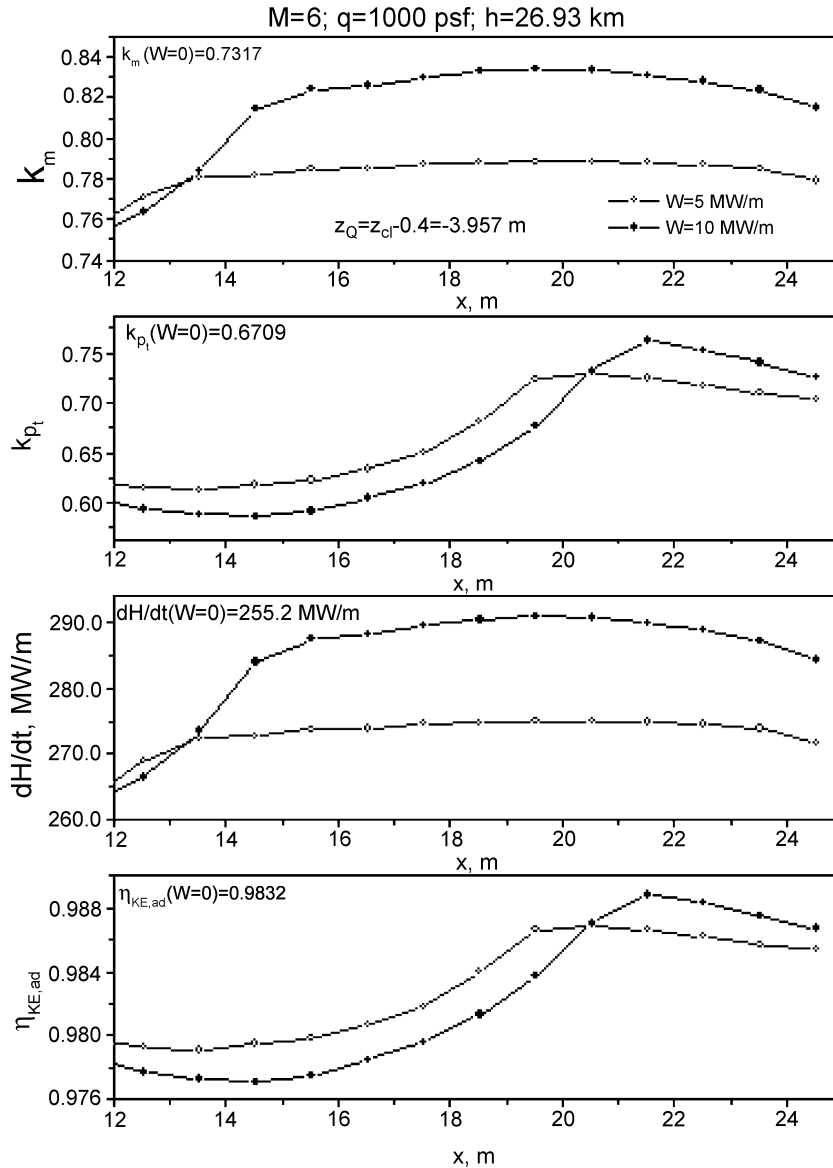 M=6; q=1000 psf; h=26.93 km
k_m(W=0)=0.7317
0.84
0.82
0.80
k_m
0.78
W=5 MW/m
0.76
z_Q=z_cl-0.4=-3.957 m
W=10 MW/m
0.74
12 14 16 18 20 22 24
x, m
k_{p_t}(W=0)=0.6709
0.75
0.70
k_{p_t}
0.65
0.60
12 14 16 18 20 22 24
x, m
dH/dt(W=0)=255.2 MW/m
290.0
280.0
dH/dt, MW/m
270.0
260.0
12 14 16 18 20 22 24
x, m
η_KE,ad(W=0)=0.9832
0.988
0.984
η_KE,ad
0.980
0.976
12 14 16 18 20 22 24
x, m